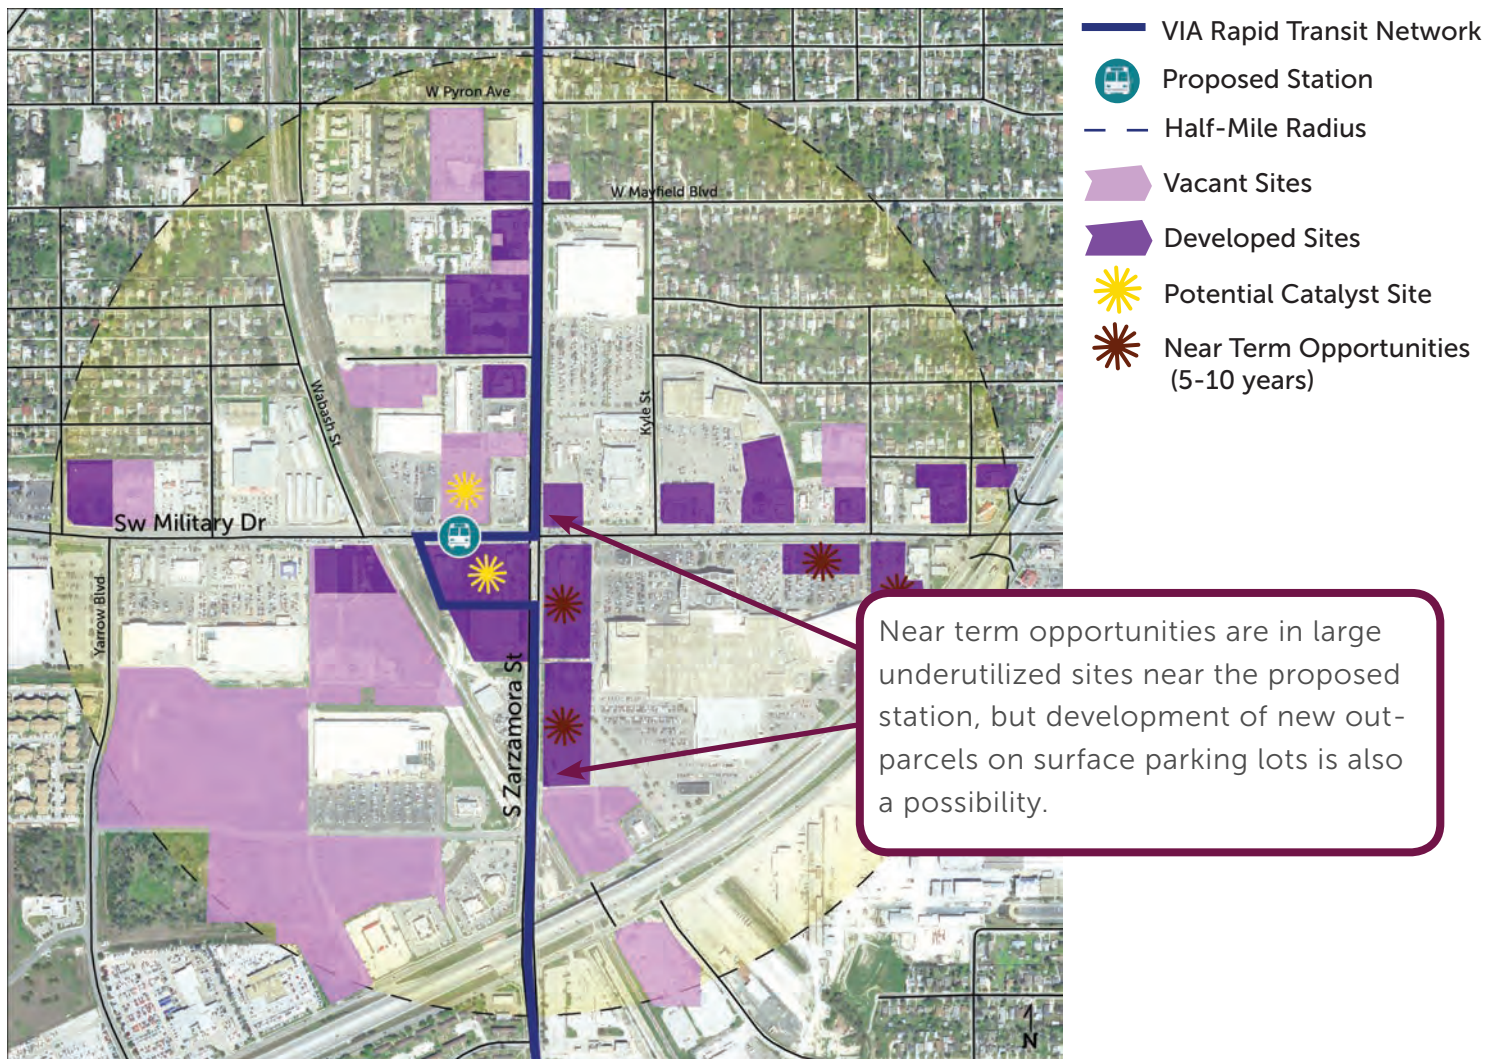 W Pyron Ave
W Mayfield Blvd
Wabash St
Kyle St
Sw Military Dr
Yarrow Blvd
S Zarzamora St
N
VIA Rapid Transit Network
Proposed Station
Half-Mile Radius
Vacant Sites
Developed Sites
Potential Catalyst Site
Near Term Opportunities
(5-10 years)
Near term opportunities are in large
underutilized sites near the proposed
station, but development of new out-
parcels on surface parking lots is also
a possibility.